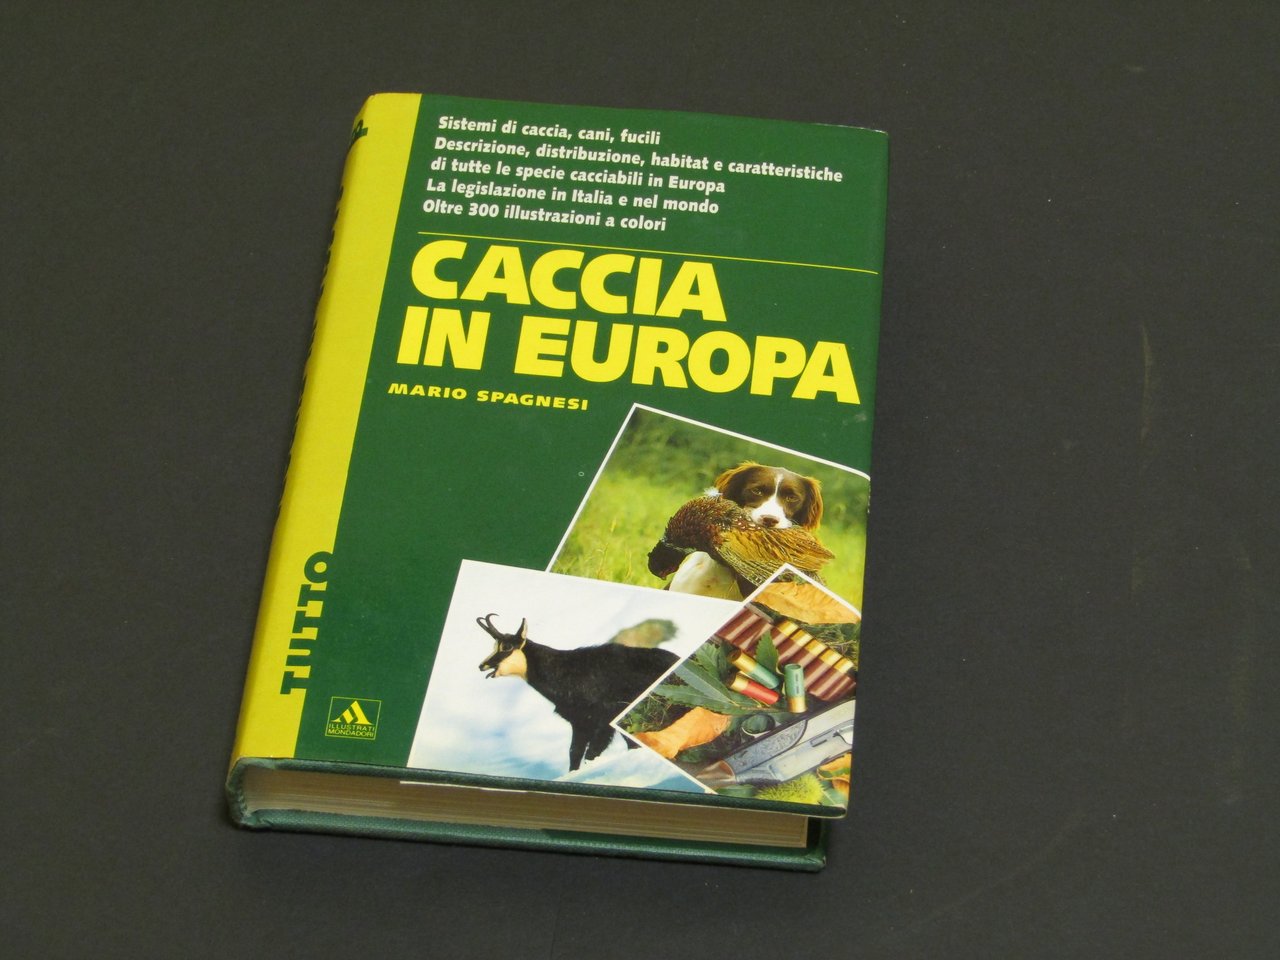 Sistemi di caccia, cani, fucili
Descrizione, distribuzione, habitat e caratteristiche
di tutte le specie cacciabili in Europa
La legislazione in Italia e nel mondo
Oltre 300 illustrazioni a colori
CACCIA
IN EUROPA
MARIO SPAGNESI
TUTTO
ILLUSTRATI
MONDADORI